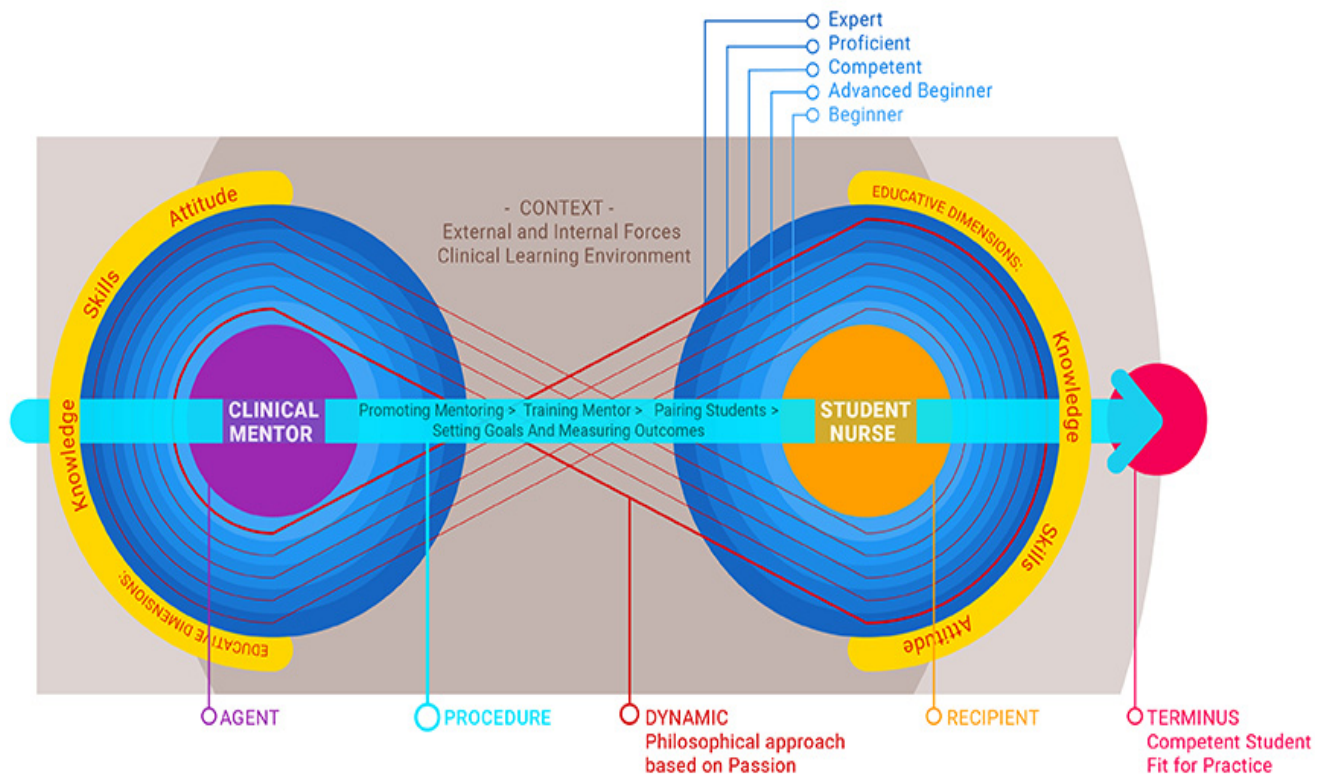 Expert
Proficient
Competent
Advanced Beginner
Beginner
- CONTEXT -
External and Internal Forces
Clinical Learning Environment
Attitude
Skills
Knowledge
EDUCATIVE DIMENSIONS:
EDUCATIVE DIMENSIONS:
Knowledge
Skills
Attitude
CLINICAL
MENTOR
Promoting Mentoring > Training Mentor > Pairing Students >
Setting Goals And Measuring Outcomes
STUDENT
NURSE
AGENT
PROCEDURE
DYNAMIC
Philosophical approach
based on Passion
RECIPIENT
TERMINUS
Competent Student
Fit for Practice